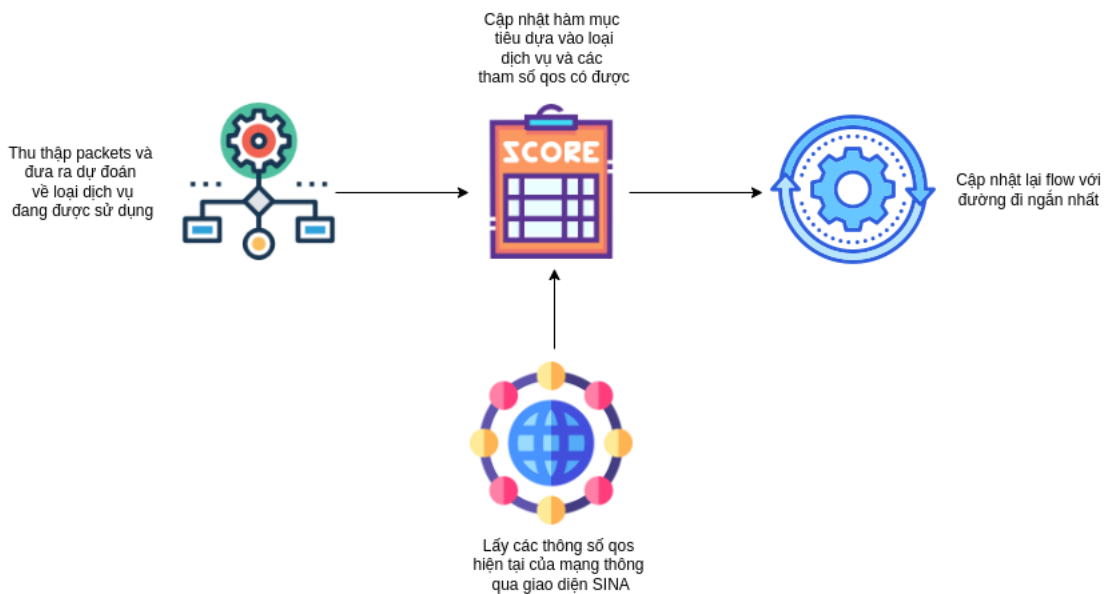 Cập nhật hàm mục
tiêu dựa vào loại
dịch vụ và các
tham số qos có được
Thu thập packets và
đưa ra dự đoán
về loại dịch vụ
đang được sử dụng
SCORE
Cập nhật lại flow với
đường đi ngắn nhất
Lấy các thông số qos
hiện tại của mạng thông
qua giao diện SINA